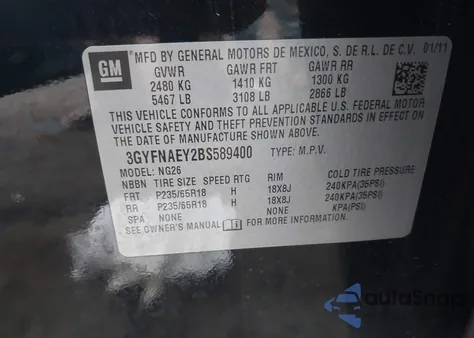 GM
MFD BY GENERAL MOTORS DE MEXICO, S. DE R.L. DE C.V. 01/11
GVWR GAWR FRT GAWR RR
2480 KG 1410 KG 1300 KG
5467 LB 3108 LB 2866 LB
THIS VEHICLE CONFORMS TO ALL APPLICABLE U.S. FEDERAL MOTOR
VEHICLE SAFETY AND THEFT PREVENTION STANDARDS IN EFFECT ON
THE DATE OF MANUFACTURE SHOWN ABOVE.
3GYFNAEY2BS589400 TYPE: M.P.V.
MODEL: NG26
NBBN TIRE SIZE SPEED RTG RIM COLD TIRE PRESSURE
FRT P235/65R18 H 18X8J 240KPA(35PSI)
RR P235/65R18 H 18X8J 240KPA(35PSI)
SPA NONE NONE KPA(PSI)
SEE OWNER'S MANUAL FOR MORE INFORMATION.
autoSnap